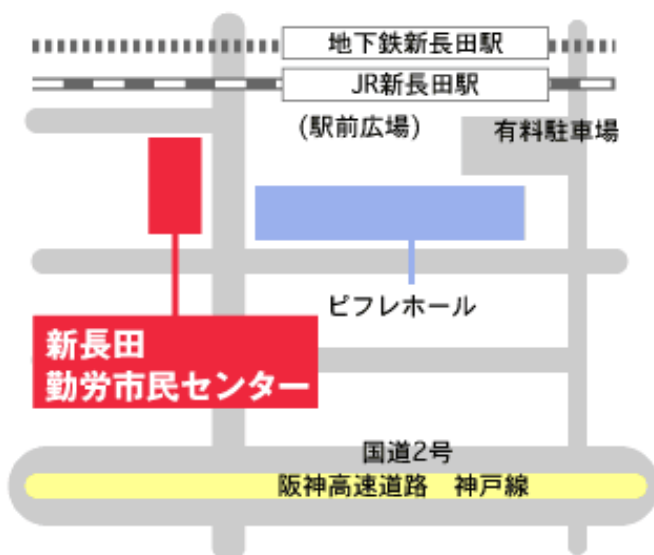 地下鉄新長田駅
JR新長田駅
(駅前広場)
有料駐車場
ピフレホール
新長田
勤労市民センター
国道2号
阪神高速道路　神戸線